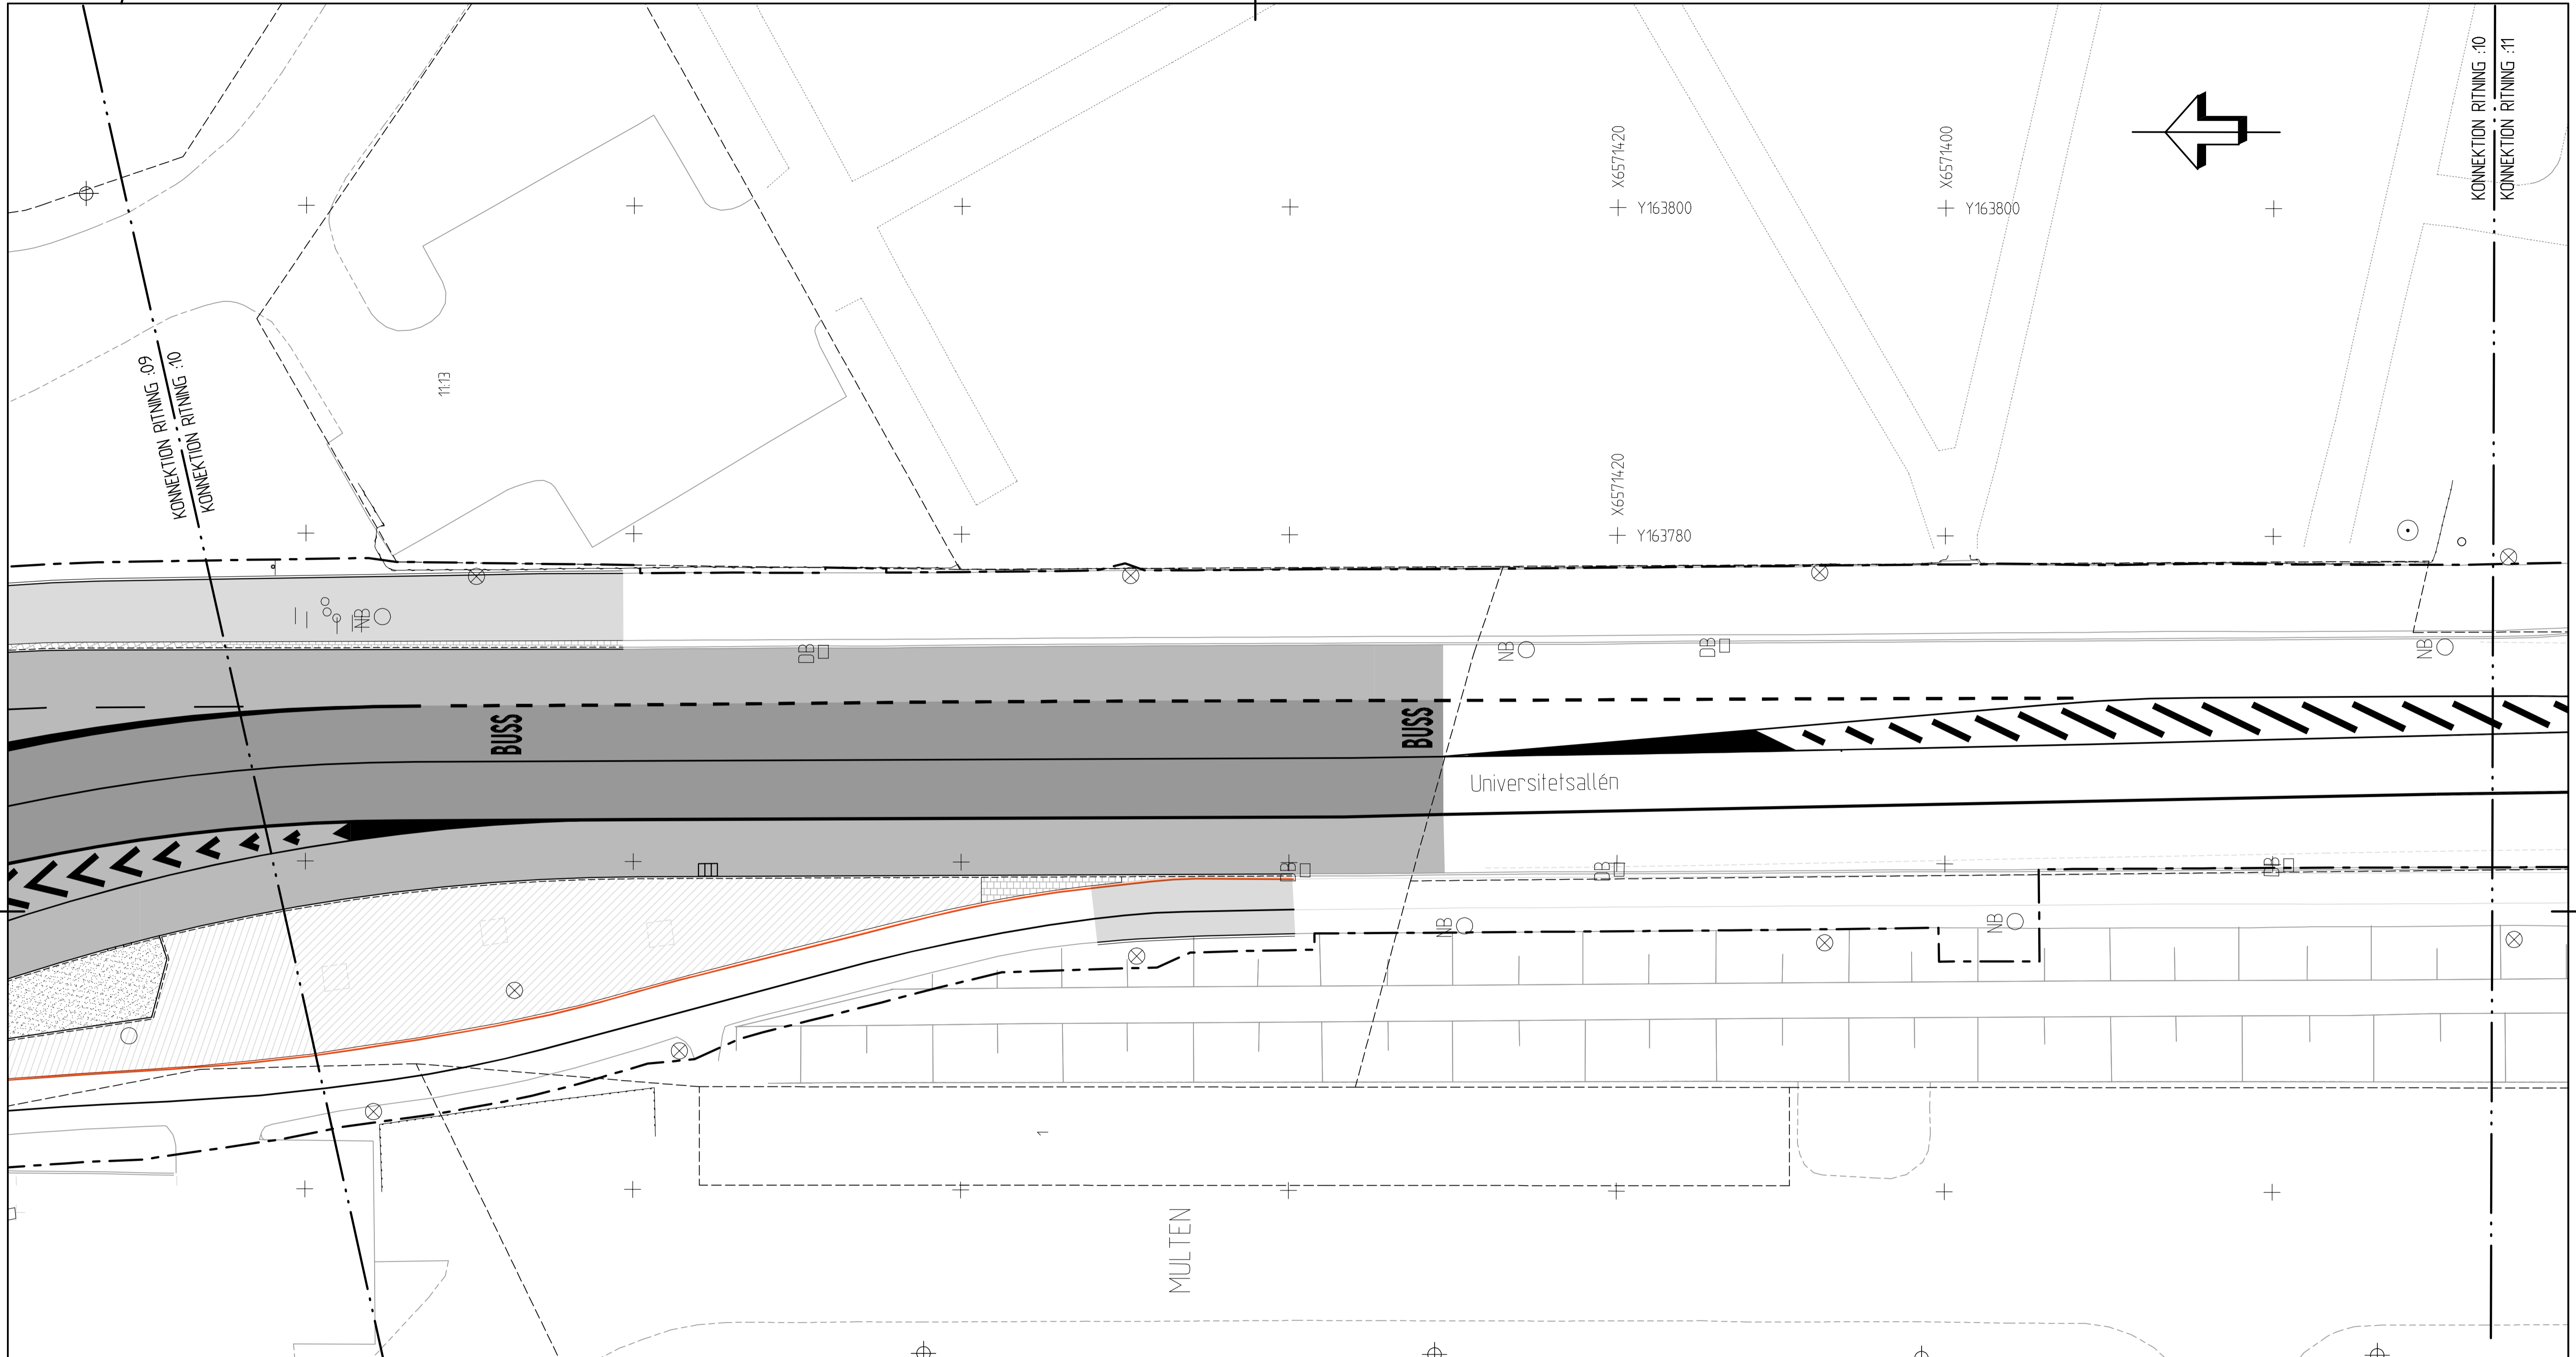 KONNEKTION RITNING :09
KONNEKTION RITNING :10
11:13
X6571420
Y163800
X6571400
Y163800
KONNEKTION RITNING :10
KONNEKTION RITNING :11
X6571420
Y163780
NB
DB
NB
DB
NB
BUSS
BUSS
Universitetsallén
DB
DB
DB
NB
NB
1
MULTEN